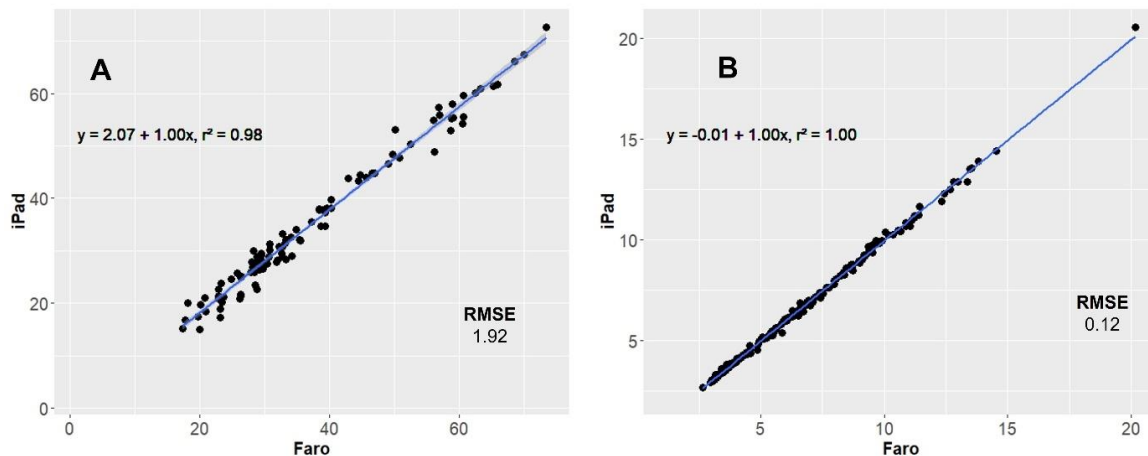 A
y = 2.07 + 1.00x, r² = 0.98
RMSE
1.92
60
40
20
0
iPad
0
20
40
60
Faro
B
y = -0.01 + 1.00x, r² = 1.00
RMSE
0.12
20
15
10
5
iPad
5
10
15
20
Faro